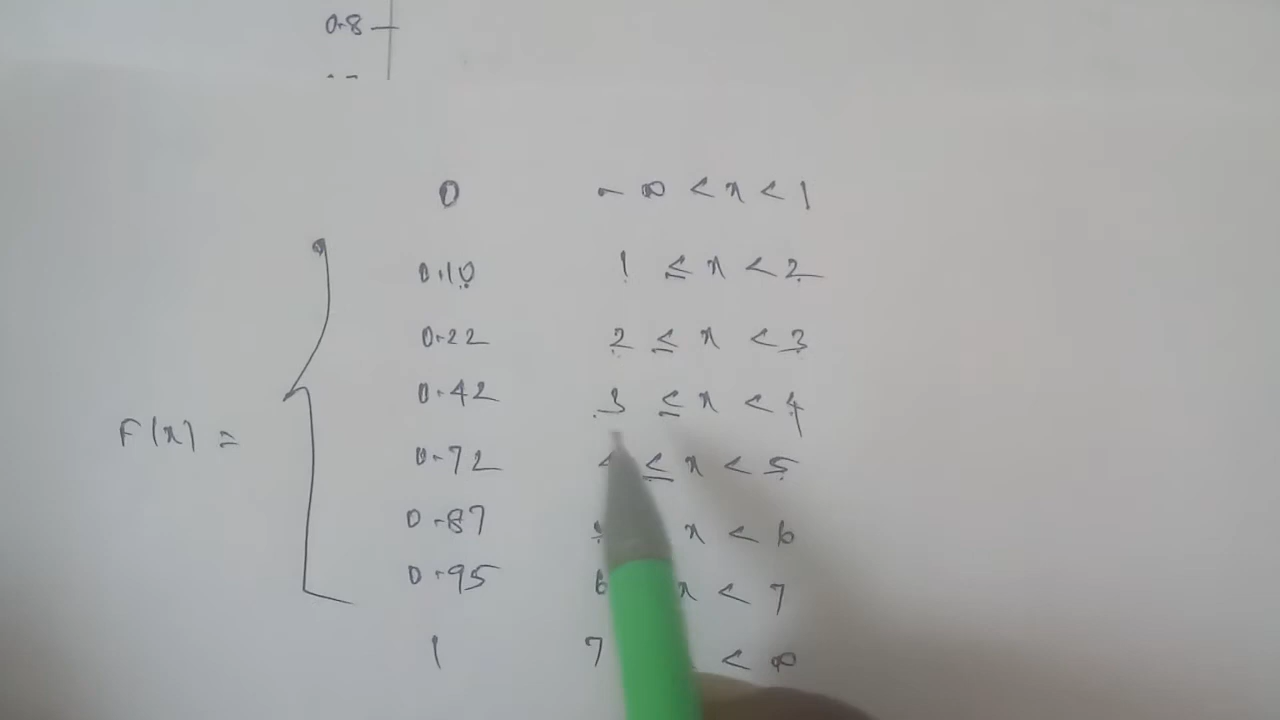 0.8
0 - ∞ < x < 1
0.10 1 ≤ x < 2
0.22 2 ≤ x < 3
0.42 3 ≤ x < 4
F(x) =
0.72 ≤ x < 5
0.87 x < 6
0.95 6 x < 7
1 7 < ∞